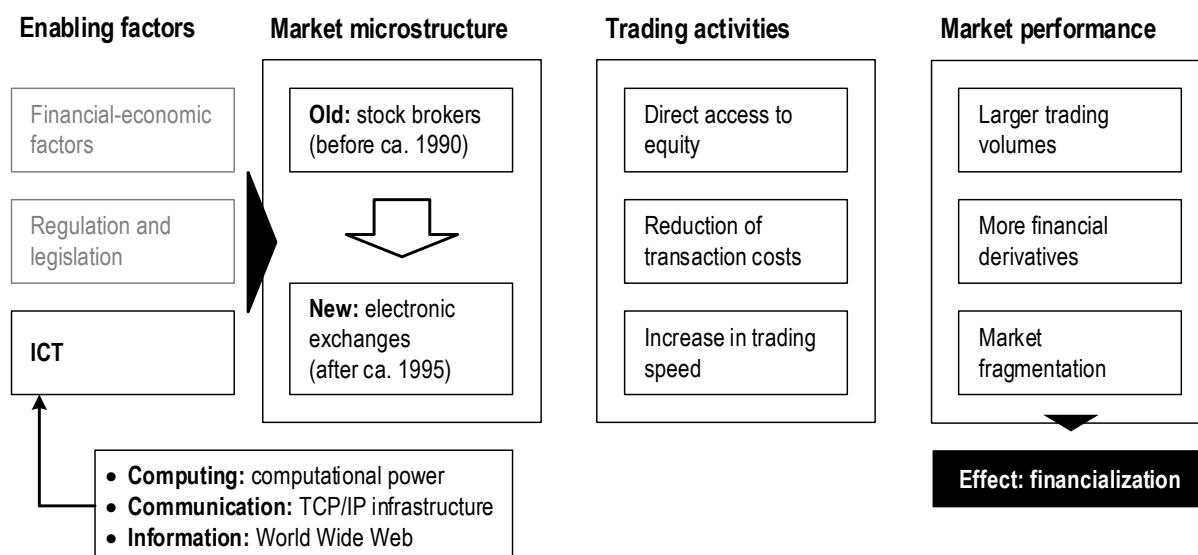 Enabling factors
Financial-economic
factors
Regulation and
legislation
ICT
Market microstructure
Old: stock brokers
(before ca. 1990)
New: electronic
exchanges
(after ca. 1995)
Trading activities
Direct access to
equity
Reduction of
transaction costs
Increase in trading
speed
Market performance
Larger trading
volumes
More financial
derivatives
Market
fragmentation
• Computing: computational power
• Communication: TCP/IP infrastructure
• Information: World Wide Web
Effect: financialization